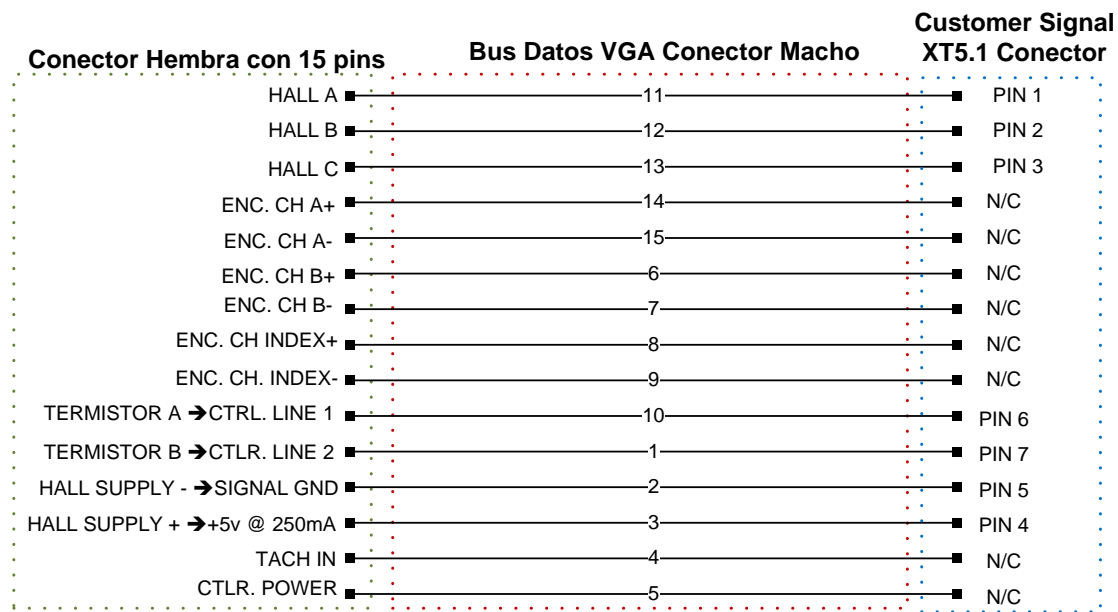 Conector Hembra con 15 pins
Bus Datos VGA Conector Macho
Customer Signal
XT5.1 Conector
HALL A 11 PIN 1
HALL B 12 PIN 2
HALL C 13 PIN 3
ENC. CH A+ 14 N/C
ENC. CH A- 15 N/C
ENC. CH B+ 6 N/C
ENC. CH B- 7 N/C
ENC. CH INDEX+ 8 N/C
ENC. CH. INDEX- 9 N/C
TERMISTOR A ➔CTRL. LINE 1 10 PIN 6
TERMISTOR B ➔CTLR. LINE 2 1 PIN 7
HALL SUPPLY - ➔SIGNAL GND 2 PIN 5
HALL SUPPLY + ➔+5v @ 250mA 3 PIN 4
TACH IN 4 N/C
CTLR. POWER 5 N/C